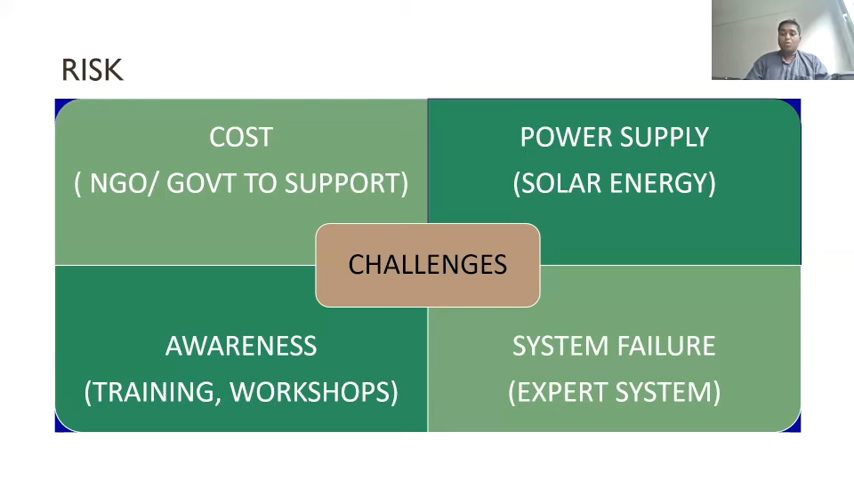 RISK
COST
( NGO/ GOVT TO SUPPORT)
POWER SUPPLY
(SOLAR ENERGY)
CHALLENGES
AWARENESS
(TRAINING, WORKSHOPS)
SYSTEM FAILURE
(EXPERT SYSTEM)